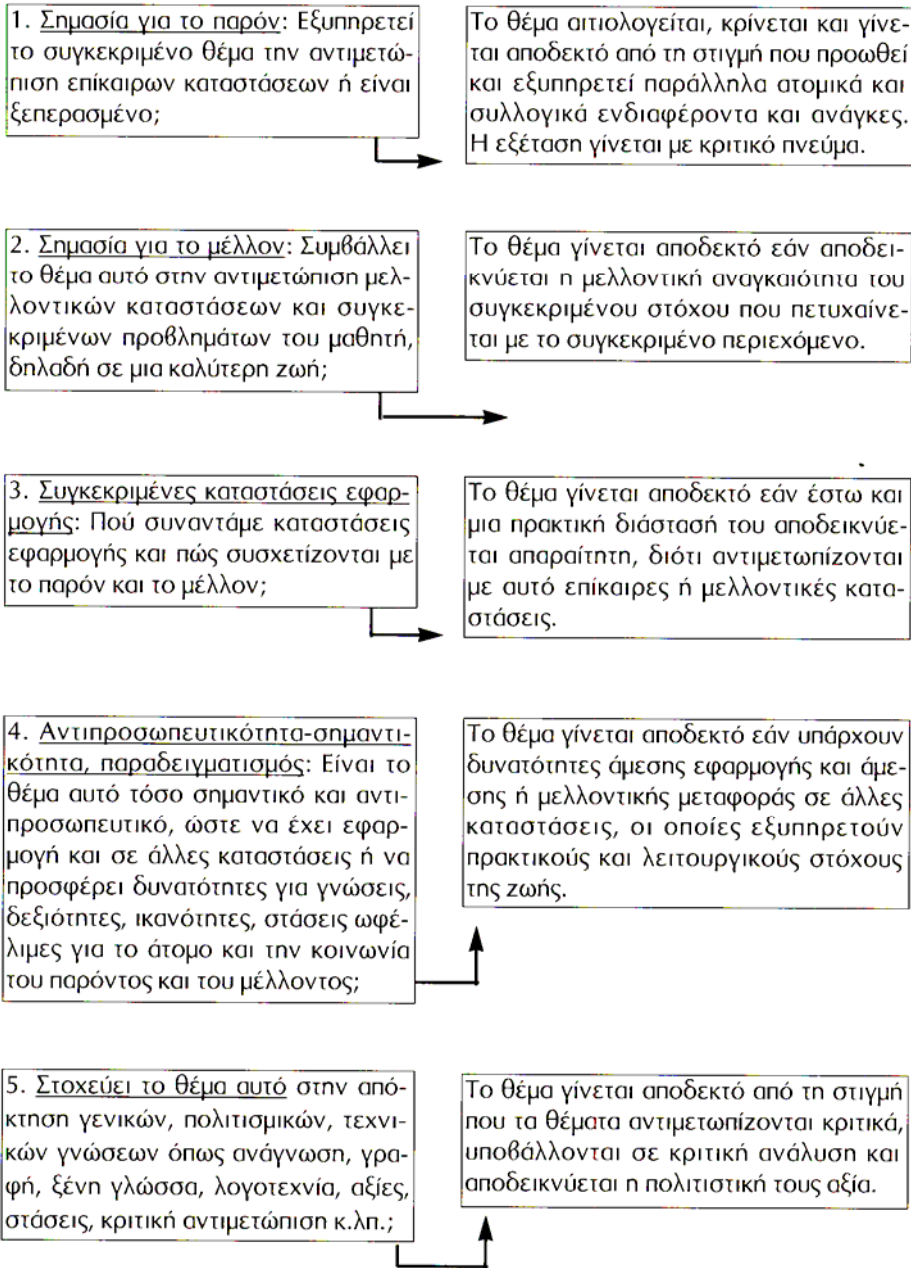 1. Σημασία για το παρόν: Εξυπηρετεί
το συγκεκριμένο θέμα την αντιμετώ-
πιση επίκαιρων καταστάσεων ή είναι
ξεπερασμένο;
Το θέμα αιτιολογείται, κρίνεται και γίνε-
ται αποδεκτό από τη στιγμή που προωθεί
και εξυπηρετεί παράλληλα ατομικά και
συλλογικά ενδιαφέροντα και ανάγκες.
Η εξέταση γίνεται με κριτικό πνεύμα.
2. Σημασία για το μέλλον: Συμβάλλει
το θέμα αυτό στην αντιμετώπιση μελ-
λοντικών καταστάσεων και συγκε-
κριμένων προβλημάτων του μαθητή,
δηλαδή σε μια καλύτερη ζωή;
Το θέμα γίνεται αποδεκτό εάν αποδει-
κνύεται η μελλοντική αναγκαιότητα του
συγκεκριμένου στόχου που πετυχαίνε-
ται με το συγκεκριμένο περιεχόμενο.
3. Συγκεκριμένες καταστάσεις εφαρ-
μογής: Πού συναντάμε καταστάσεις
εφαρμογής και πώς συσχετίζονται με
το παρόν και το μέλλον;
Το θέμα γίνεται αποδεκτό εάν έστω και
μια πρακτική διάστασή του αποδεικνύε-
ται απαραίτητη, διότι αντιμετωπίζονται
με αυτό επίκαιρες ή μελλοντικές κατα-
στάσεις.
4. Αντιπροσωπευτικότητα-σημαντι-
κότητα, παραδειγματισμός: Είναι το
θέμα αυτό τόσο σημαντικό και αντι-
προσωπευτικό, ώστε να έχει εφαρ-
μογή και σε άλλες καταστάσεις ή να
προσφέρει δυνατότητες για γνώσεις,
δεξιότητες, ικανότητες, στάσεις ωφέ-
λιμες για το άτομο και την κοινωνία
του παρόντος και του μέλλοντος;
Το θέμα γίνεται αποδεκτό εάν υπάρχουν
δυνατότητες άμεσης εφαρμογής και άμε-
σης ή μελλοντικής μεταφοράς σε άλλες
καταστάσεις, οι οποίες εξυπηρετούν
πρακτικούς και λειτουργικούς στόχους
της ζωής.
5. Στοχεύει το θέμα αυτό στην από-
κτηση γενικών, πολιτισμικών, τεχνι-
κών γνώσεων όπως ανάγνωση, γρα-
φή, ξένη γλώσσα, λογοτεχνία, αξίες,
στάσεις, κριτική αντιμετώπιση κ.λπ.;
Το θέμα γίνεται αποδεκτό από τη στιγμή
που τα θέματα αντιμετωπίζονται κριτικά,
υποβάλλονται σε κριτική ανάλυση και
αποδεικνύεται η πολιτιστική τους αξία.